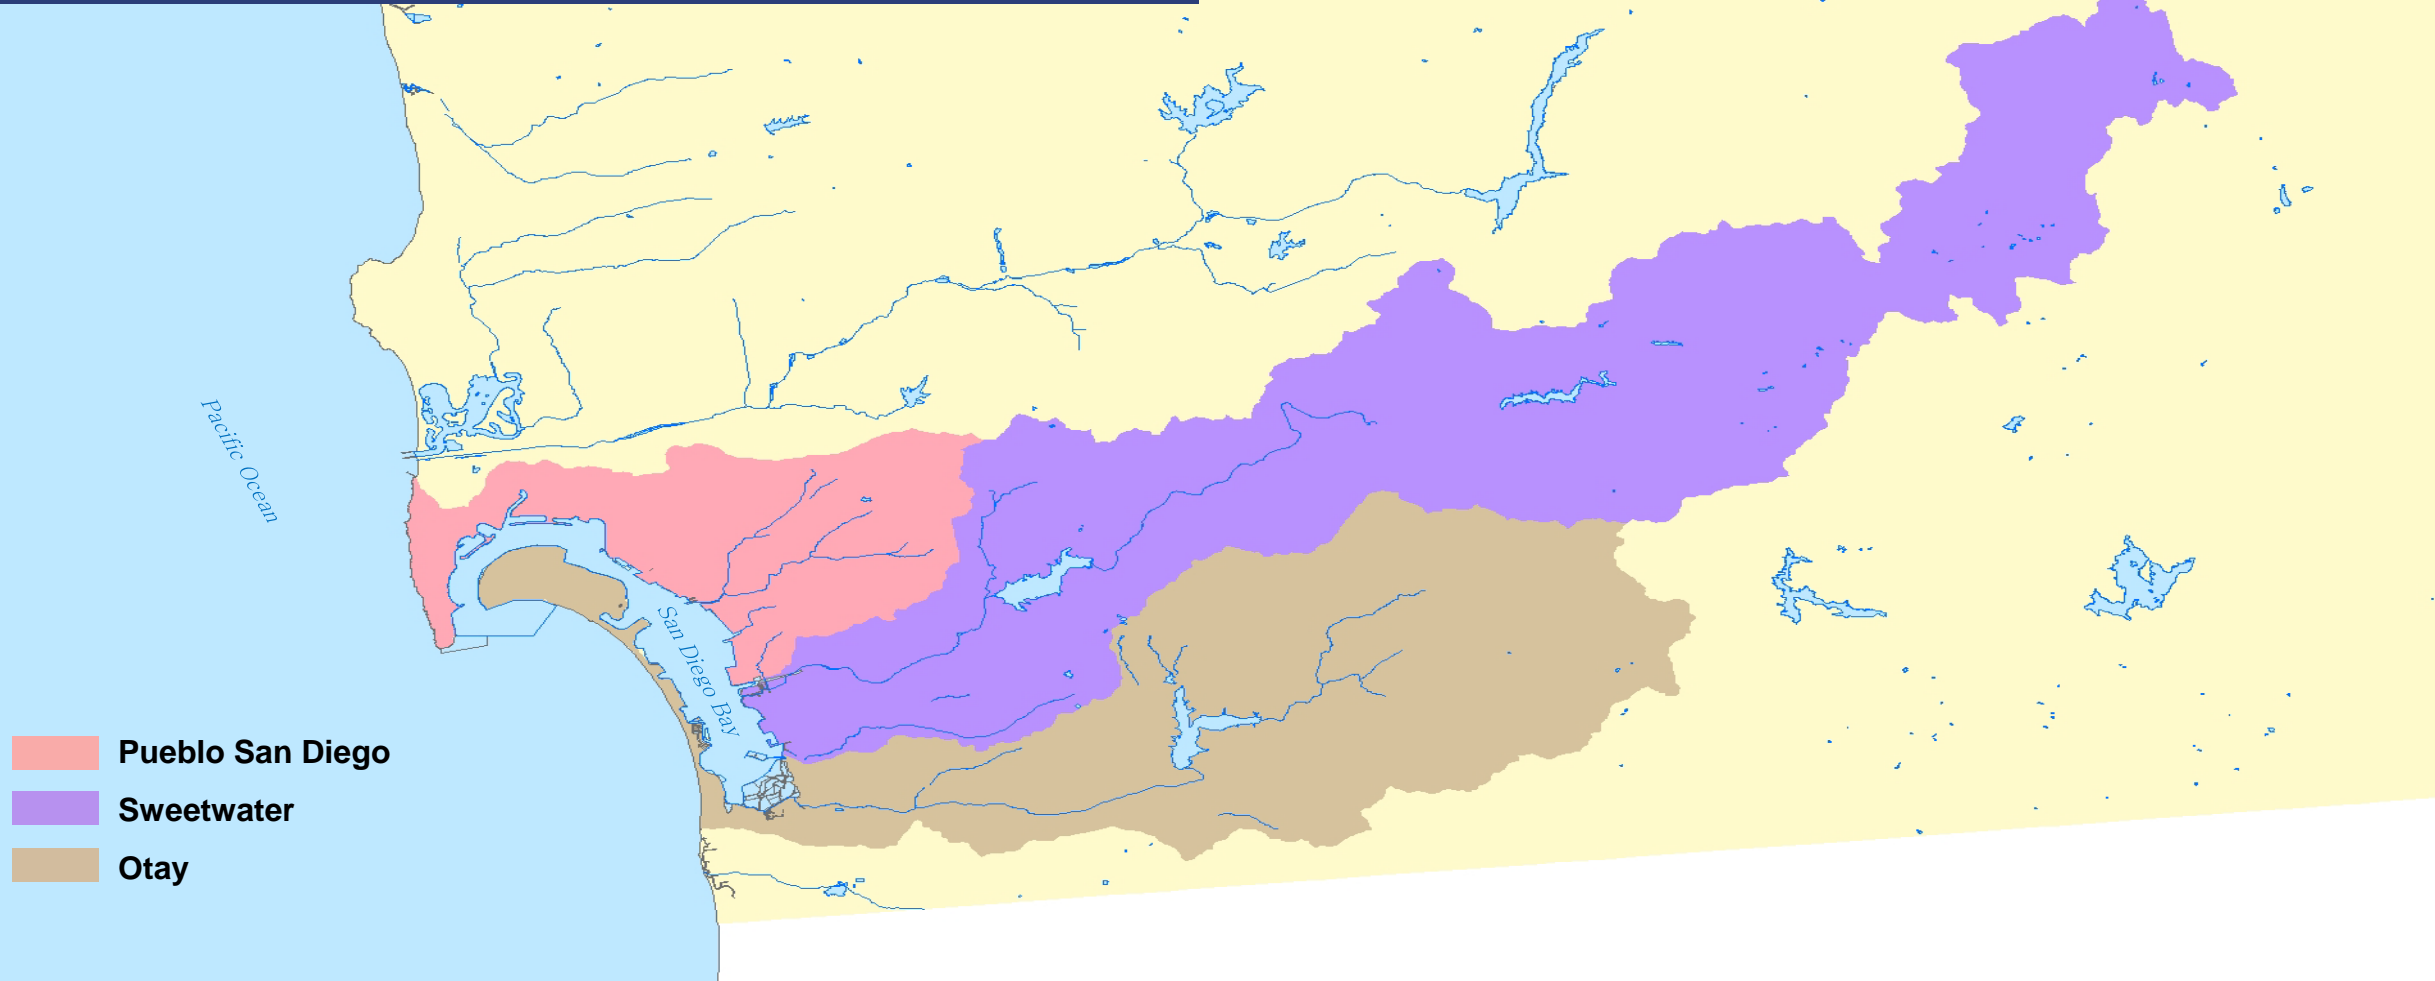 Pacific Ocean
San Diego Bay
Pueblo San Diego
Sweetwater
Otay